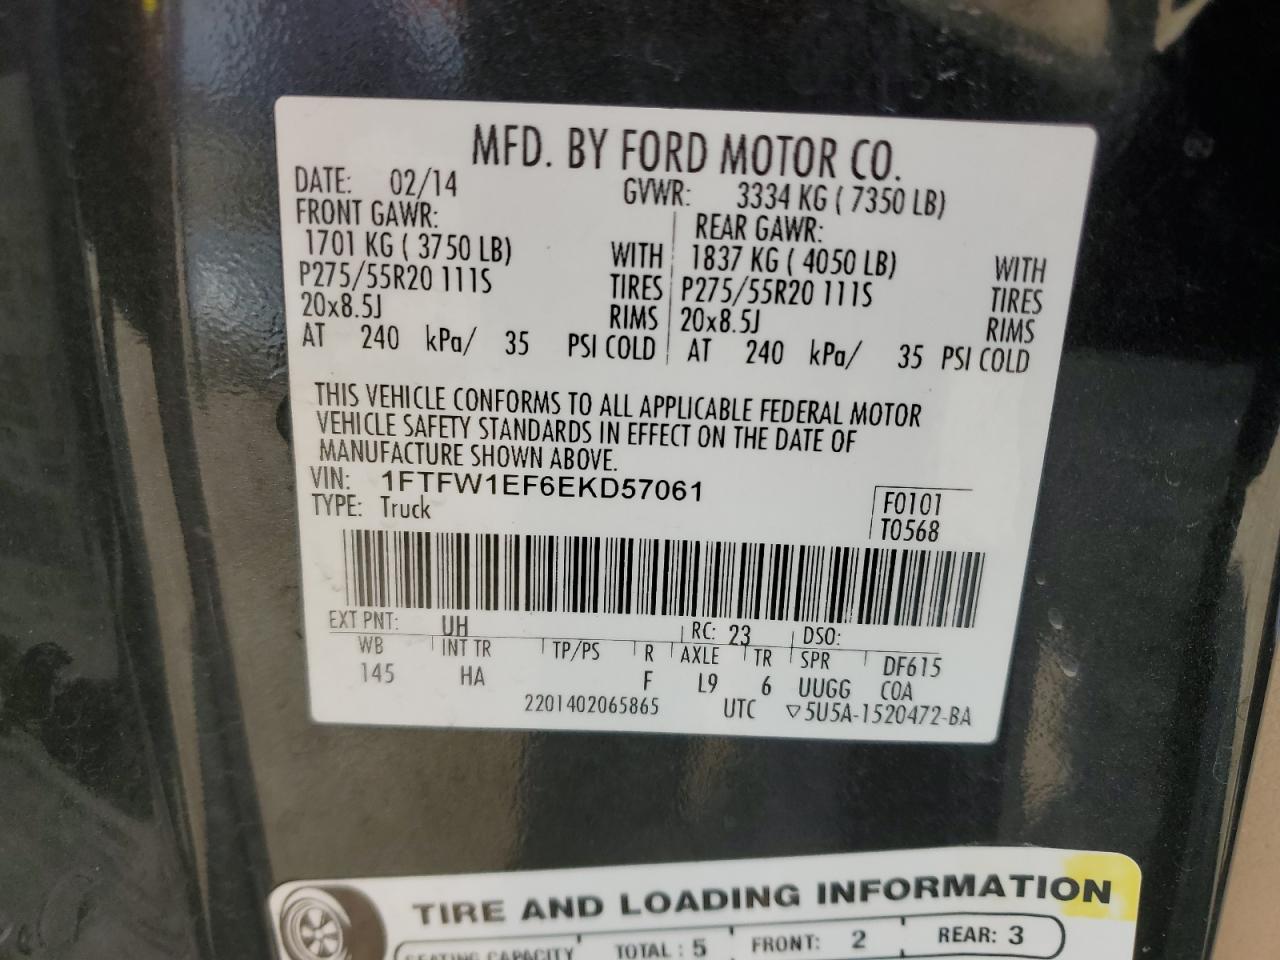 MFD. BY FORD MOTOR CO.
DATE: 02/14 GVWR: 3334 KG ( 7350 LB)
FRONT GAWR: REAR GAWR:
1701 KG ( 3750 LB) WITH 1837 KG ( 4050 LB) WITH
P275/55R20 111S TIRES P275/55R20 111S TIRES
20x8.5J RIMS 20x8.5J RIMS
AT 240 kPa/ 35 PSI COLD AT 240 kPa/ 35 PSI COLD
THIS VEHICLE CONFORMS TO ALL APPLICABLE FEDERAL MOTOR
VEHICLE SAFETY STANDARDS IN EFFECT ON THE DATE OF
MANUFACTURE SHOWN ABOVE.
VIN: 1FTFW1EF6EKD57061
TYPE: Truck F0101
T0568
EXT PNT: UH RC: 23 DSO:
WB INT TR TP/PS R AXLE TR SPR DF615
145 HA F L9 6 UUGG COA
2201402065865 UTC ▽5U5A-1520472-BA
TIRE AND LOADING INFORMATION
SEATING CAPACITY TOTAL : 5 FRONT: 2 REAR: 3